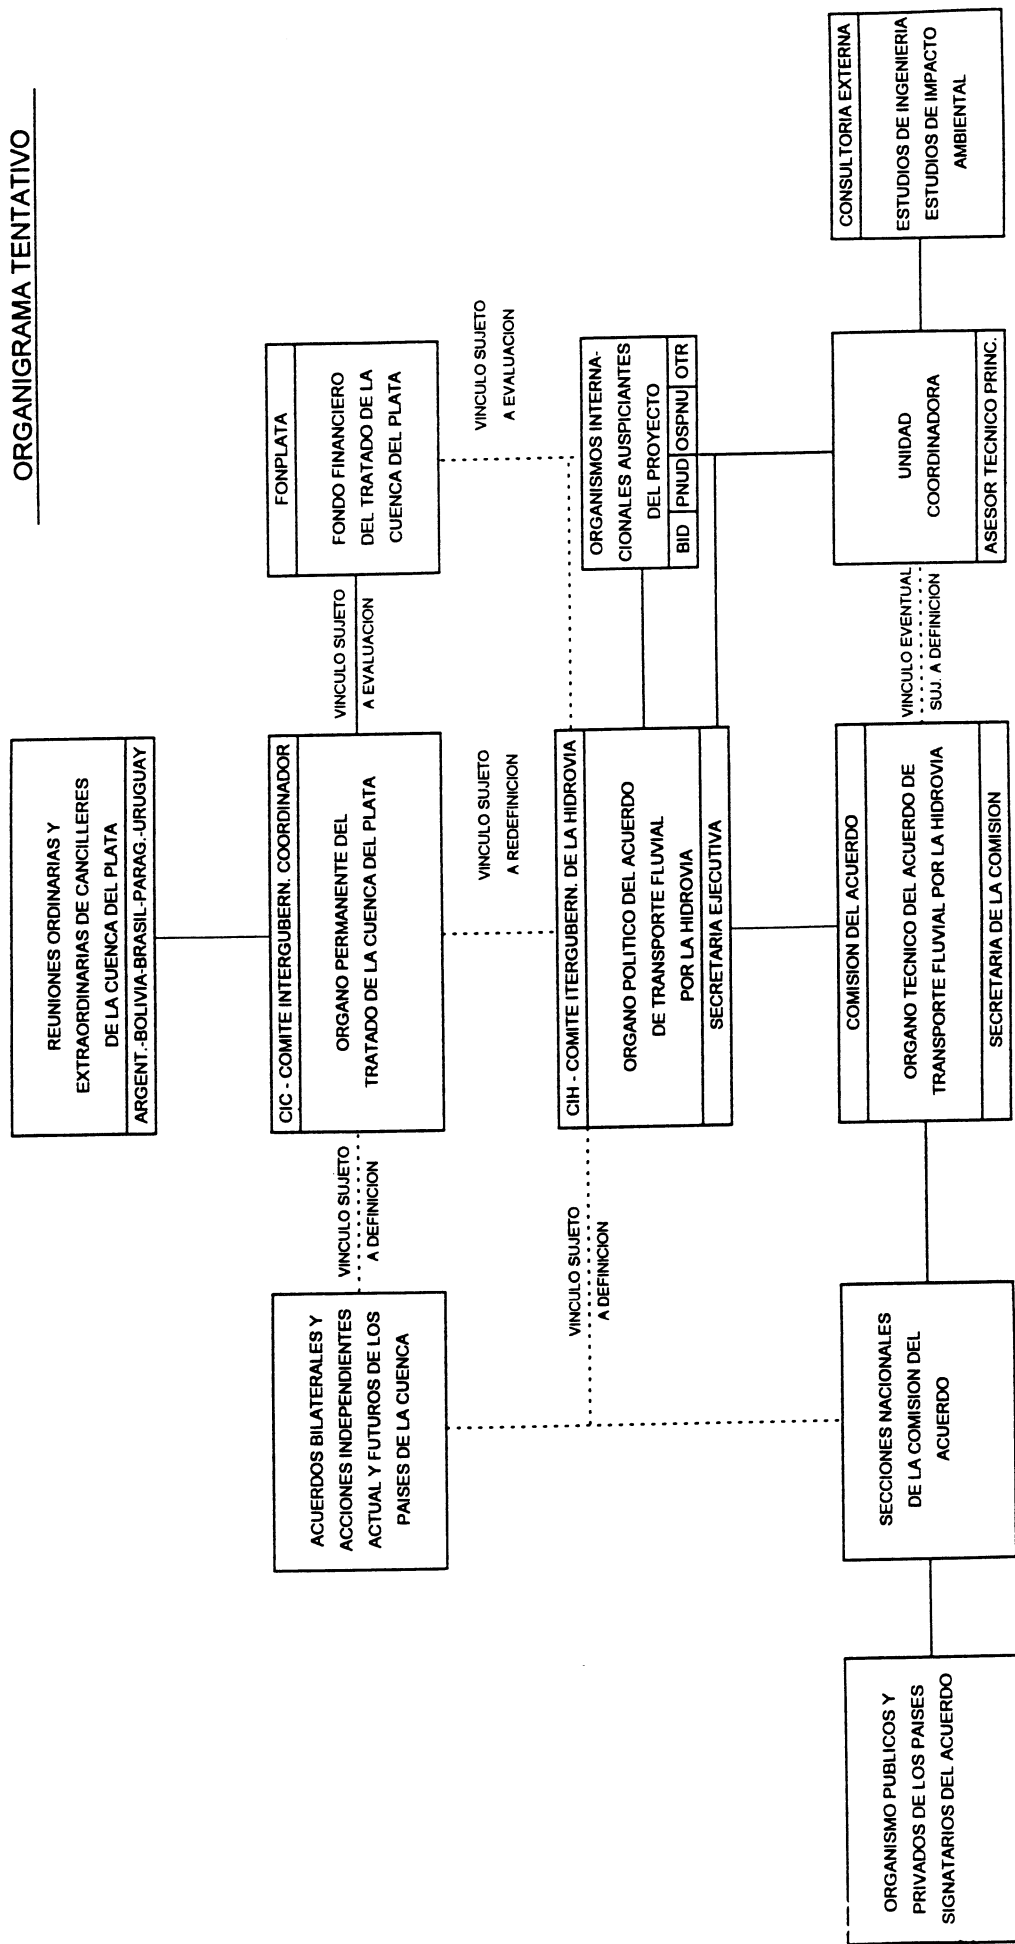 ORGANIGRAMA TENTATIVO
REUNIONES ORDINARIAS Y
EXTRAORDINARIAS DE CANCILLERES
DE LA CUENCA DEL PLATA
ARGENT.-BOLIVIA-BRASIL-PARAG.-URUGUAY
ACUERDOS BILATERALES Y
ACCIONES INDEPENDIENTES
ACTUAL Y FUTUROS DE LOS
PAISES DE LA CUENCA
VINCULO SUJETO
A DEFINICION
CIC - COMITE INTERGUBERN. COORDINADOR
ORGANO PERMANENTE DEL
TRATADO DE LA CUENCA DEL PLATA
VINCULO SUJETO
A EVALUACION
FONPLATA
FONDO FINANCIERO
DEL TRATADO DE LA
CUENCA DEL PLATA
VINCULO SUJETO
A REDEFINICION
VINCULO SUJETO
A EVALUACION
VINCULO SUJETO
A DEFINICION
CIH - COMITE ITERGUBERN. DE LA HIDROVIA
ORGANO POLITICO DEL ACUERDO
DE TRANSPORTE FLUVIAL
POR LA HIDROVIA
SECRETARIA EJECUTIVA
ORGANISMOS INTERNA-
CIONALES AUSPICIANTES
DEL PROYECTO
BID PNUD OSPNU OTR
ORGANISMO PUBLICOS Y
PRIVADOS DE LOS PAISES
SIGNATARIOS DEL ACUERDO
SECCIONES NACIONALES
DE LA COMISION DEL
ACUERDO
COMISION DEL ACUERDO
ORGANO TECNICO DEL ACUERDO DE
TRANSPORTE FLUVIAL POR LA HIDROVIA
SECRETARIA DE LA COMISION
VINCULO EVENTUAL
SUJ. A DEFINICION
UNIDAD
COORDINADORA
ASESOR TECNICO PRINC.
CONSULTORIA EXTERNA
ESTUDIOS DE INGENIERIA
ESTUDIOS DE IMPACTO
AMBIENTAL